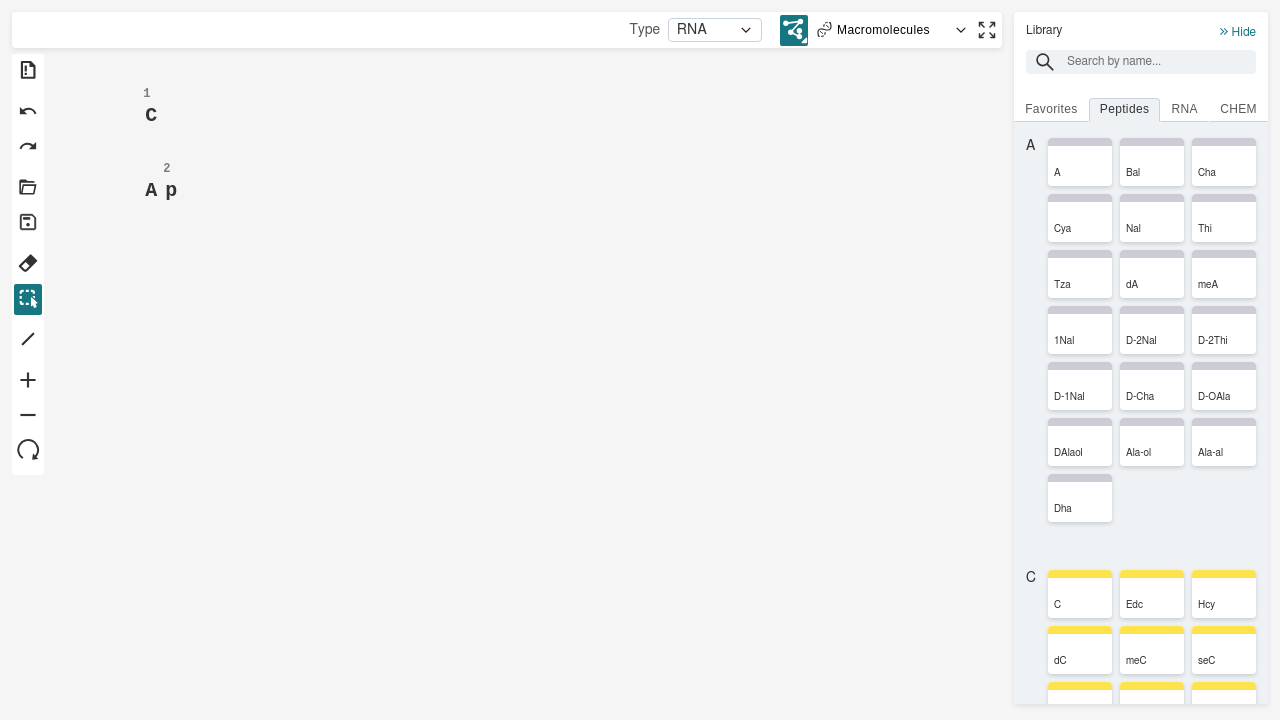 Type RNA Macromolecules
Library
Hide
Search by name...
Favorites Peptides RNA CHEM
1
C
2
A p
A
A Bal Cha
Cya Nal Thi
Tza dA meA
1Nal D-2Nal D-2Thi
D-1Nal D-Cha D-OAla
DAlaol Ala-ol Ala-al
Dha
C
C Edc Hcy
dC meC seC